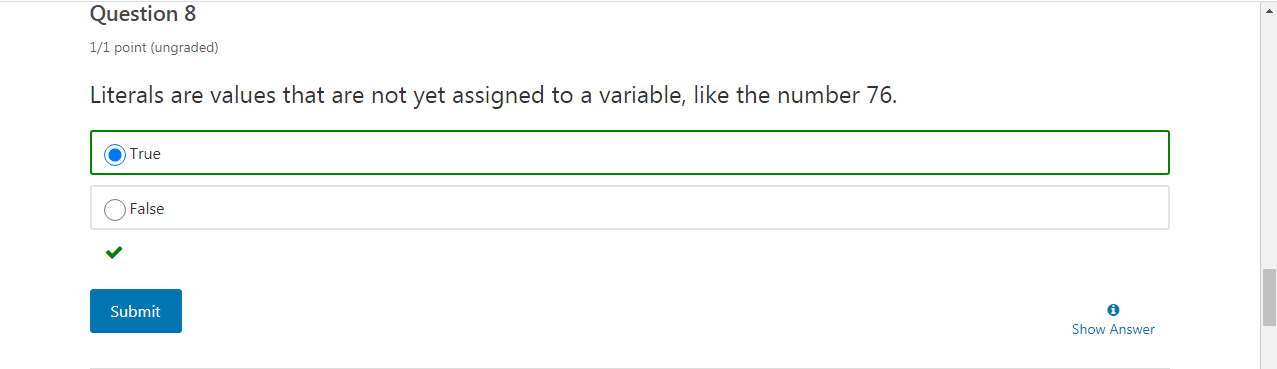 Question 8
1/1 point (ungraded)
Literals are values that are not yet assigned to a variable, like the number 76.
True
False
Submit
Show Answer